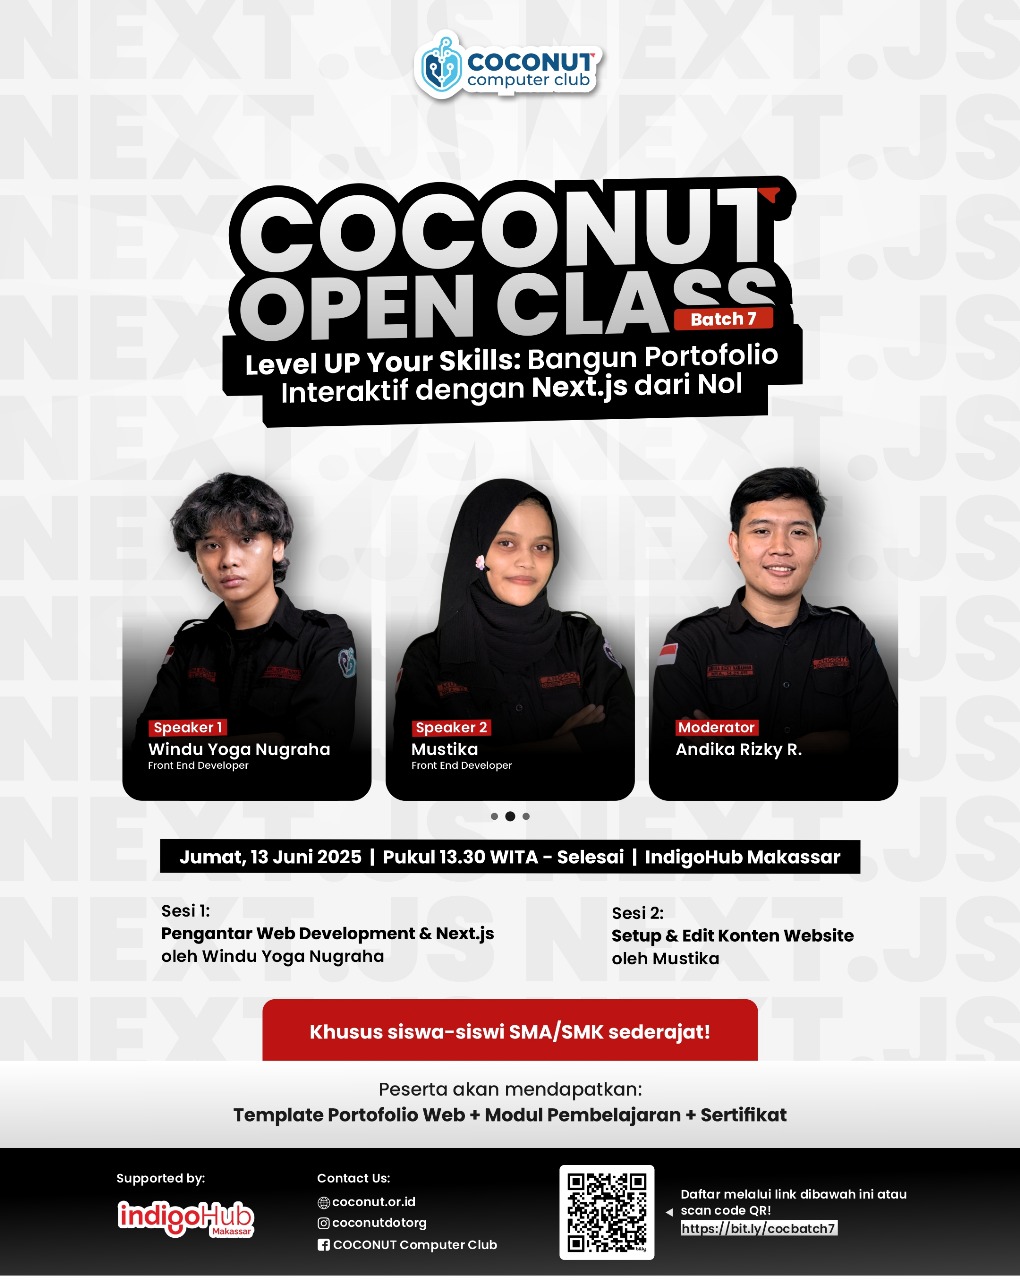 COCONUT
computer club
COCONUT
OPEN CLASS
Batch 7
Level UP Your Skills: Bangun Portofolio
Interaktif dengan Next.js dari Nol
Speaker 1
Windu Yoga Nugraha
Front End Developer
Speaker 2
Mustika
Front End Developer
Moderator
Andika Rizky R.
Jumat, 13 Juni 2025 | Pukul 13.30 WITA - Selesai | IndigoHub Makassar
Sesi 1:
Pengantar Web Development & Next.js
oleh Windu Yoga Nugraha
Sesi 2:
Setup & Edit Konten Website
oleh Mustika
Khusus siswa-siswi SMA/SMK sederajat!
Peserta akan mendapatkan:
Template Portofolio Web + Modul Pembelajaran + Sertifikat
Supported by:
indigoHub
Makassar
Contact Us:
coconut.or.id
coconutdotorg
COCONUT Computer Club
Daftar melalui link dibawah ini atau
scan code QR!
https://bit.ly/cocbatch7
NEXT.JS NEXT.JS